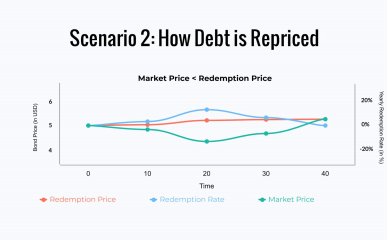 Scenario 2: How Debt is Repriced
Market Price < Redemption Price
Bond Price (in USD)
6
5
4
20%
0%
-20%
Yearly Redemption Rate (in %)
0 10 20 30 40
Time
Redemption Price Redemption Rate Market Price